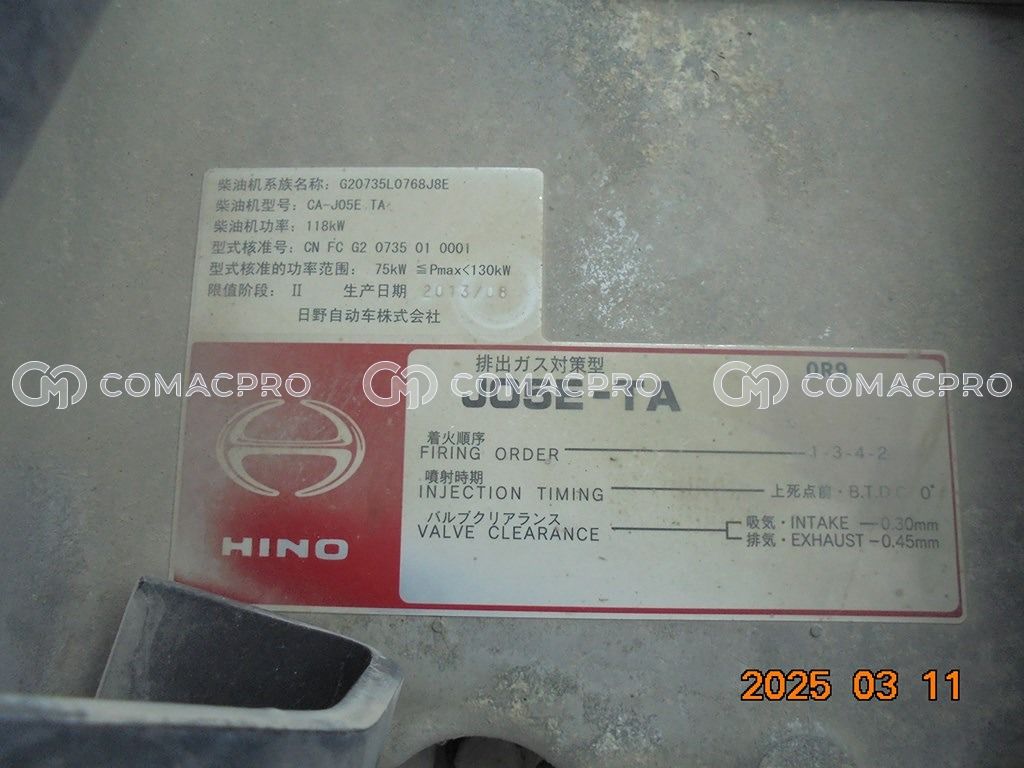 柴油机系族名称: G20735L0768J8E
柴油机型号: CA-J05E TA
柴油机功率: 118kW
型式核准号: CN FC G2 0735 01 0001
型式核准的功率范围: 75kW ≦Pmax<130kW
限值阶段: II 生产日期 2013/08
日野自动车株式会社
排出ガス対策型 0R9
J05E-TA
COMACPRO COMACPRO COMACPRO COMACPRO
着火順序
FIRING ORDER 1-3-4-2
噴射時期
INJECTION TIMING 上死点前・B.T.D.C 0°
バルブクリアランス
VALVE CLEARANCE
吸気・INTAKE 0.30mm
排気・EXHAUST 0.45mm
HINO
2025 03 11